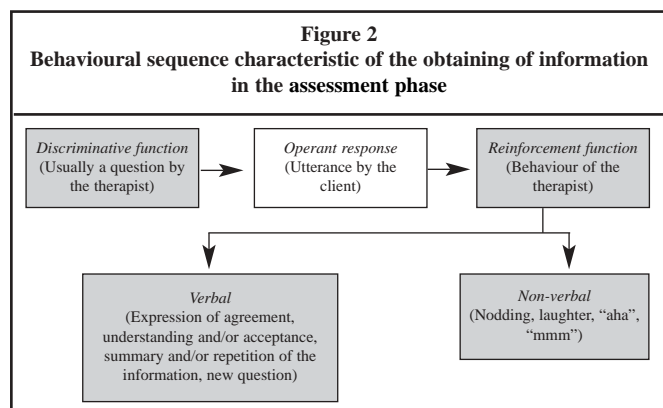 Figure 2
Behavioural sequence characteristic of the obtaining of information
in the assessment phase
Discriminative function
(Usually a question by
the therapist)
Operant response
(Utterance by the
client)
Reinforcement function
(Behaviour of the
therapist)
Verbal
(Expression of agreement,
understanding and/or acceptance,
summary and/or repetition of the
information, new question)
Non-verbal
(Nodding, laughter, “aha”,
“mmm”)